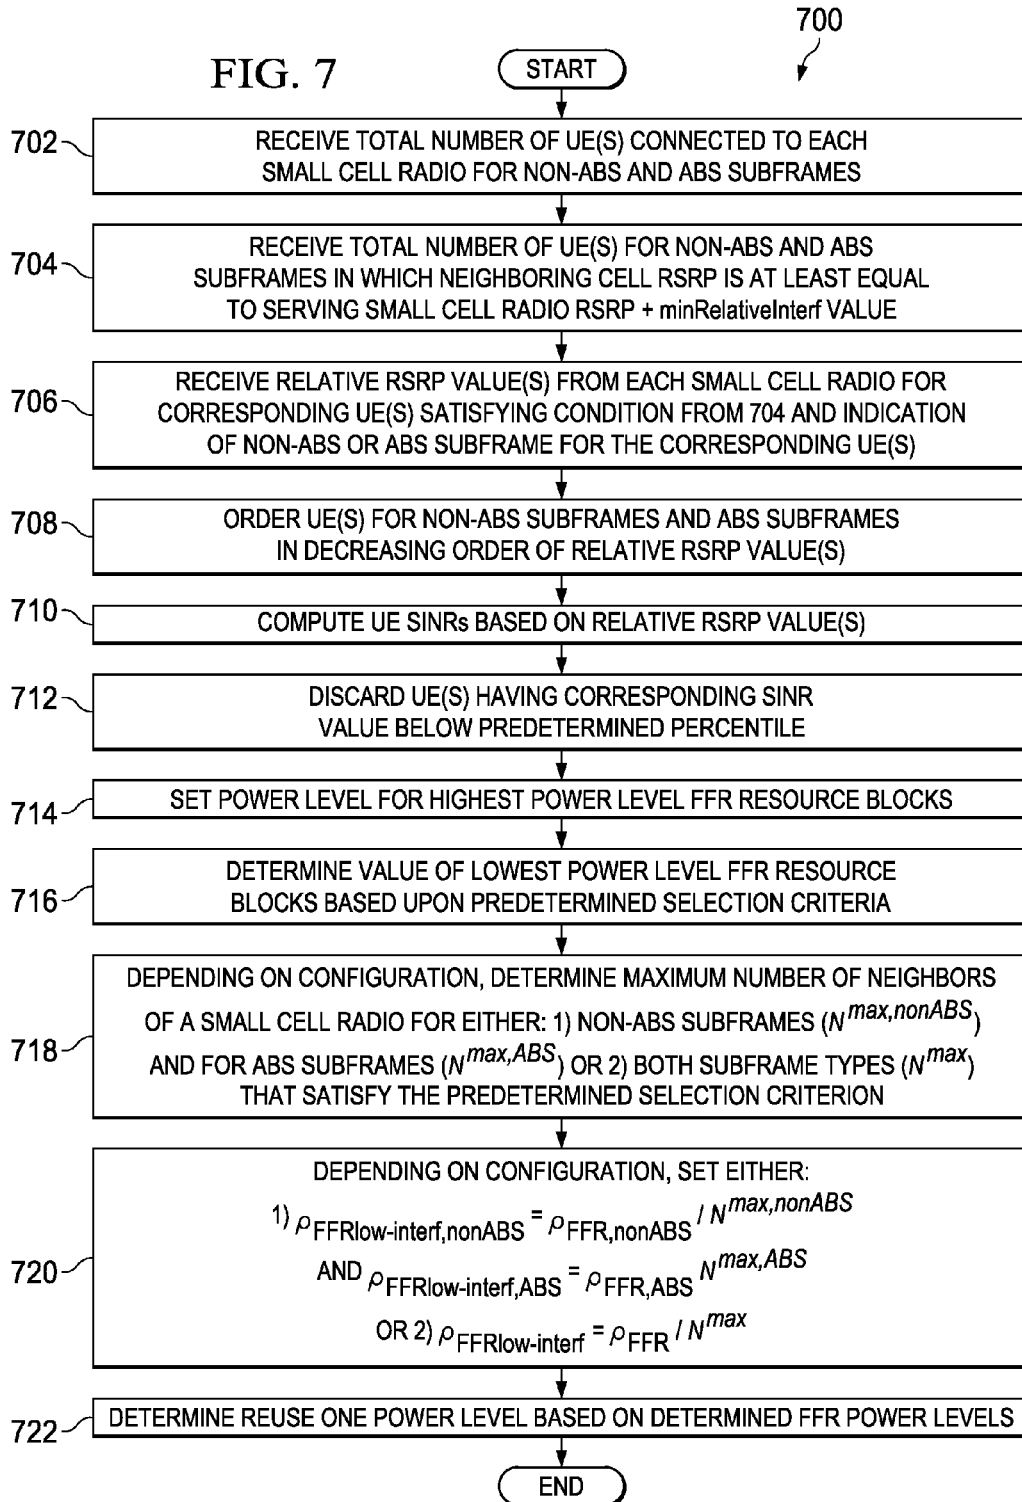 700
FIG. 7
START
702
RECEIVE TOTAL NUMBER OF UE(S) CONNECTED TO EACH
SMALL CELL RADIO FOR NON-ABS AND ABS SUBFRAMES
704
RECEIVE TOTAL NUMBER OF UE(S) FOR NON-ABS AND ABS
SUBFRAMES IN WHICH NEIGHBORING CELL RSRP IS AT LEAST EQUAL
TO SERVING SMALL CELL RADIO RSRP + minRelativeInterf VALUE
706
RECEIVE RELATIVE RSRP VALUE(S) FROM EACH SMALL CELL RADIO FOR
CORRESPONDING UE(S) SATISFYING CONDITION FROM 704 AND INDICATION
OF NON-ABS OR ABS SUBFRAME FOR THE CORRESPONDING UE(S)
708
ORDER UE(S) FOR NON-ABS SUBFRAMES AND ABS SUBFRAMES
IN DECREASING ORDER OF RELATIVE RSRP VALUE(S)
710
COMPUTE UE SINRs BASED ON RELATIVE RSRP VALUE(S)
712
DISCARD UE(S) HAVING CORRESPONDING SINR
VALUE BELOW PREDETERMINED PERCENTILE
714
SET POWER LEVEL FOR HIGHEST POWER LEVEL FFR RESOURCE BLOCKS
716
DETERMINE VALUE OF LOWEST POWER LEVEL FFR RESOURCE
BLOCKS BASED UPON PREDETERMINED SELECTION CRITERIA
718
DEPENDING ON CONFIGURATION, DETERMINE MAXIMUM NUMBER OF NEIGHBORS
OF A SMALL CELL RADIO FOR EITHER: 1) NON-ABS SUBFRAMES (N^max,nonABS)
AND FOR ABS SUBFRAMES (N^max,ABS) OR 2) BOTH SUBFRAME TYPES (N^max)
THAT SATISFY THE PREDETERMINED SELECTION CRITERION
720
DEPENDING ON CONFIGURATION, SET EITHER:
1) ρ_FFRlow-interf,nonABS = ρ_FFR,nonABS / N^max,nonABS
AND ρ_FFRlow-interf,ABS = ρ_FFR,ABS N^max,ABS
OR 2) ρ_FFRlow-interf = ρ_FFR / N^max
722
DETERMINE REUSE ONE POWER LEVEL BASED ON DETERMINED FFR POWER LEVELS
END